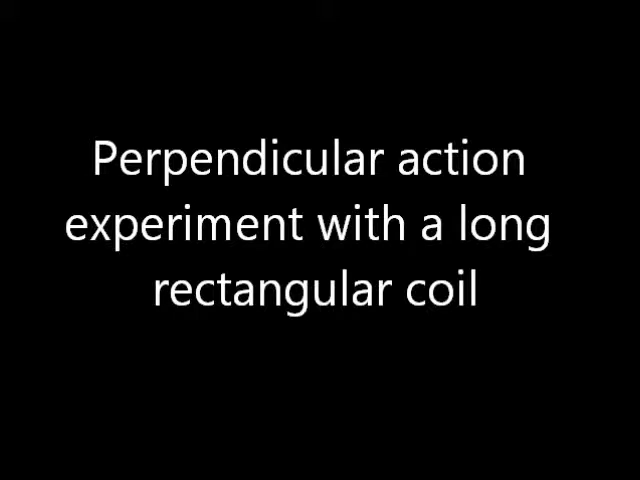 Perpendicular action
experiment with a long
rectangular coil